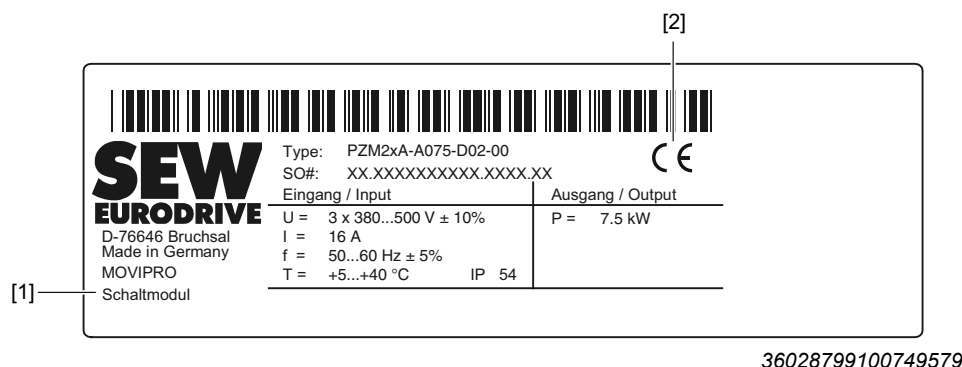 [2]
SEW
EURODRIVE
D-76646 Bruchsal
Made in Germany
MOVIPRO
[1]
Schaltmodul
Type: PZM2xA-A075-D02-00
SO#: XX.XXXXXXXXXX.XXXX.XX
CE
Eingang / Input
U = 3 x 380...500 V ± 10%
I = 16 A
f = 50...60 Hz ± 5%
T = +5...+40 °C IP 54
Ausgang / Output
P = 7.5 kW
36028799100749579